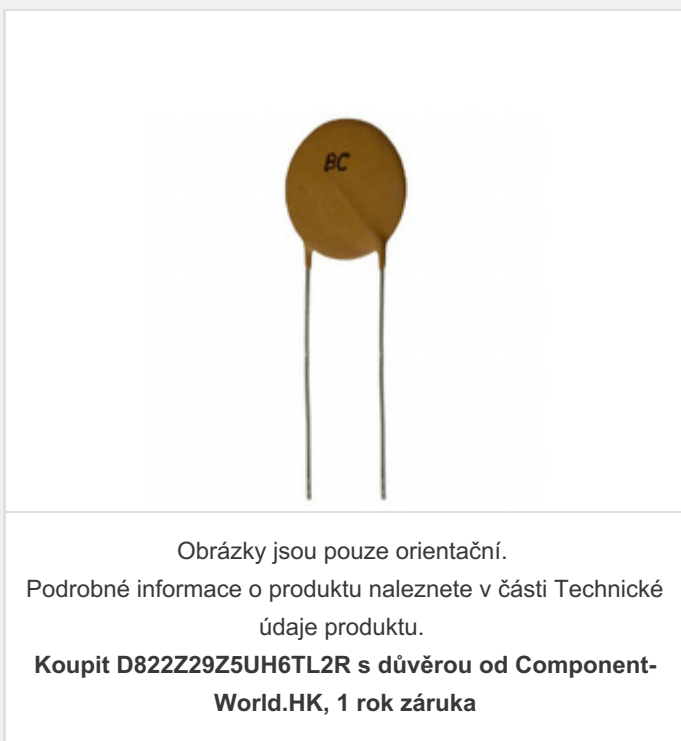 BC
Obrázky jsou pouze orientační.
Podrobné informace o produktu naleznete v části Technické
údaje produktu.
Koupit D822Z29Z5UH6TL2R s důvěrou od Component-
World.HK, 1 rok záruka